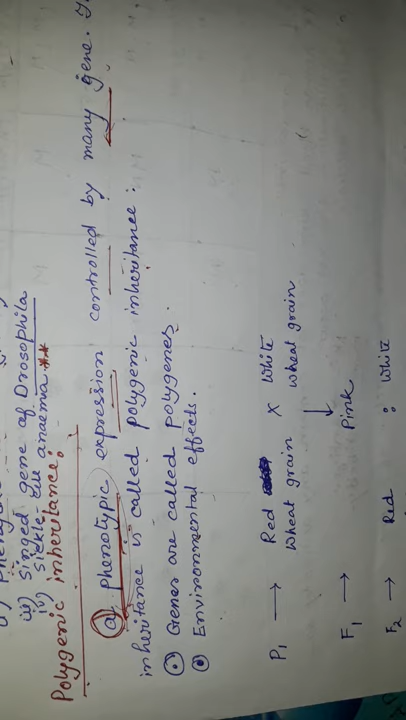 iii) Singed gene of Drosophila
iv) Sickle-cell anaemia **
Polygenic inheritance:
(a) phenotypic expression controlled by many gene.
inheritance is called polygenic inheritance:
⊙ Genes are called polygenes.
⊙ Environmental effects.
P1 → Red × White
Wheat grain wheat grain
↓
F1 → Pink
F2 → Red : White